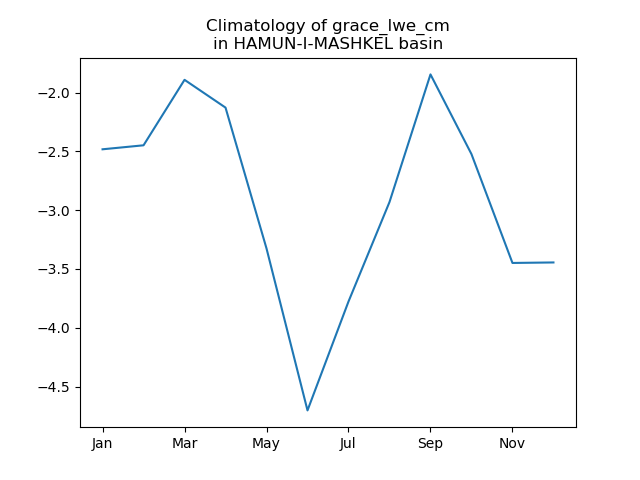 Climatology of grace_lwe_cm
in HAMUN-I-MASHKEL basin
−2.0
−2.5
−3.0
−3.5
−4.0
−4.5
Jan Mar May Jul Sep Nov